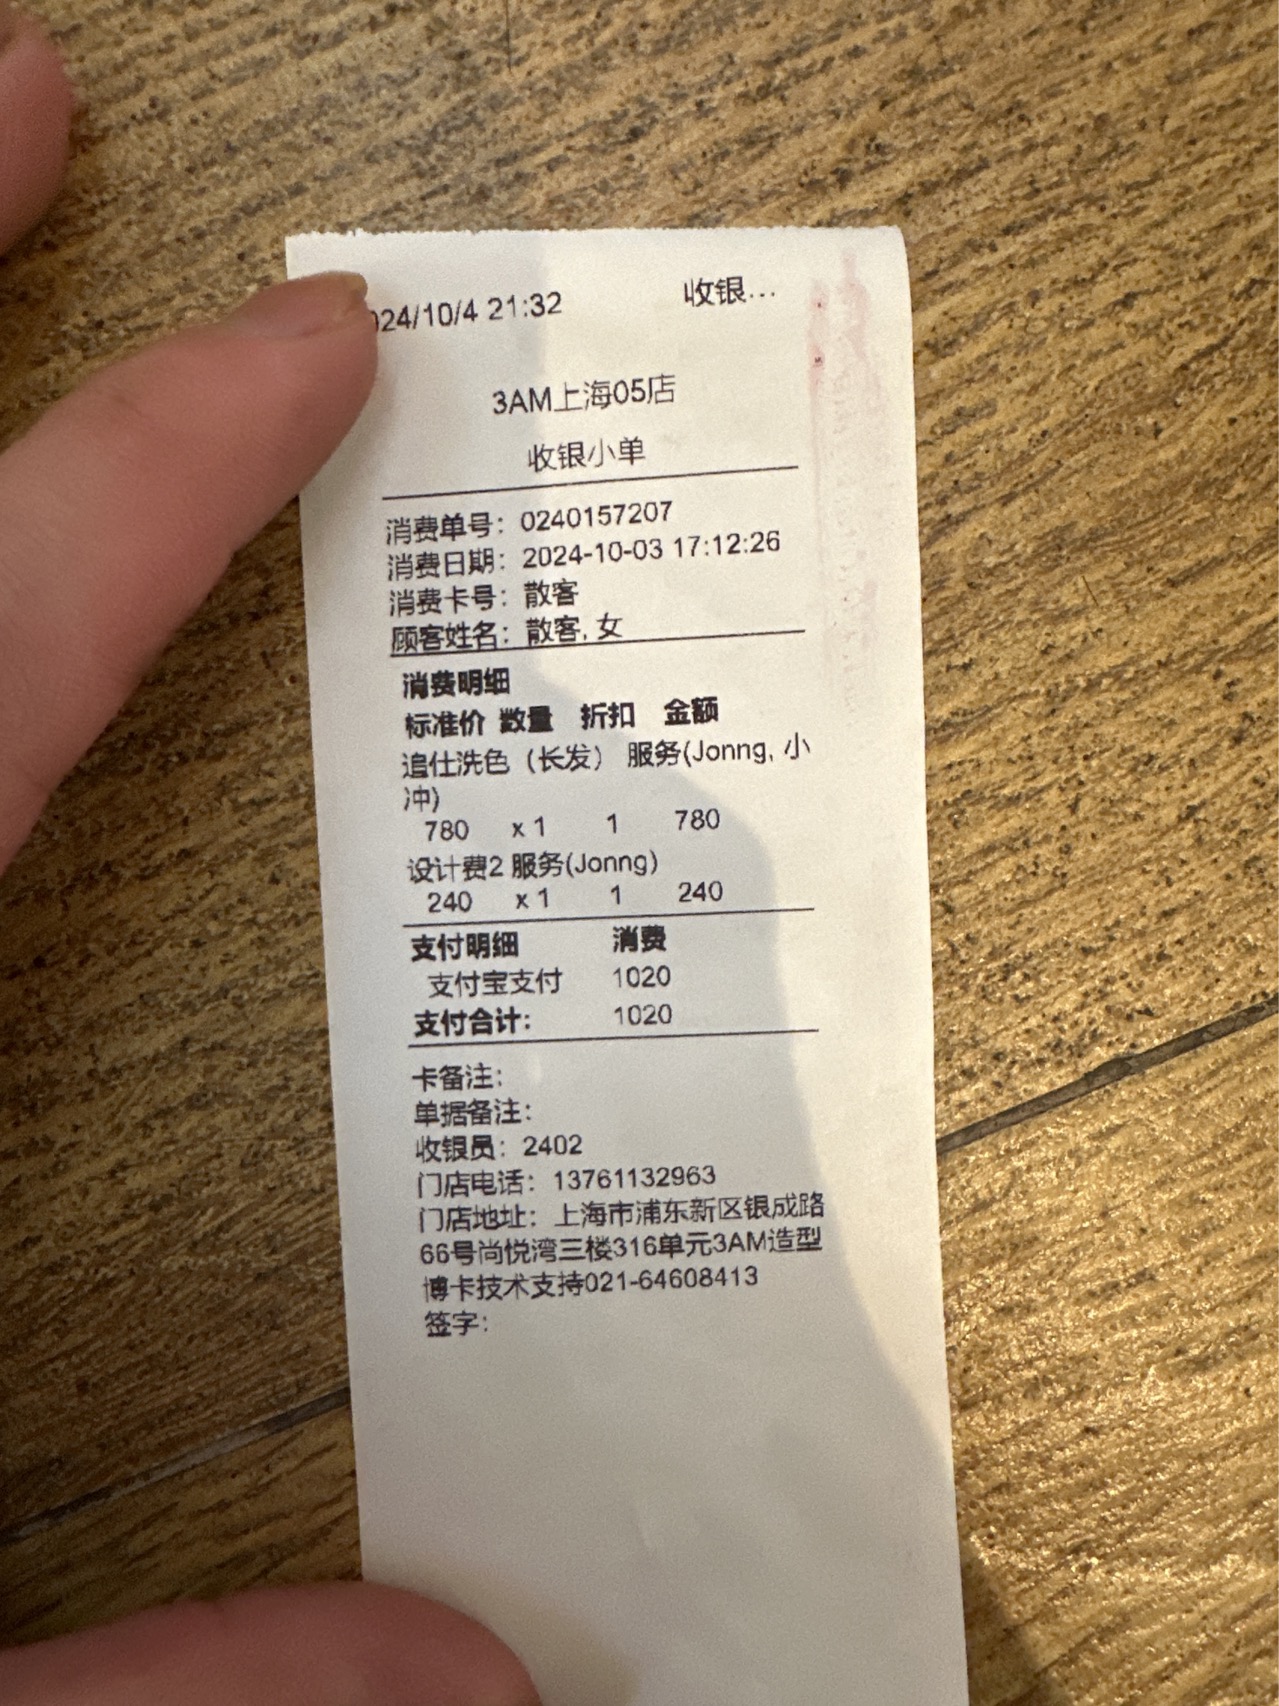 024/10/4 21:32 收银...
3AM上海05店
收银小单
消费单号：0240157207
消费日期：2024-10-03 17:12:26
消费卡号：散客
顾客姓名：散客, 女
消费明细
标准价 数量 折扣 金额
追仕洗色（长发） 服务(Jonng, 小
冲)
780 x 1 1 780
设计费2 服务(Jonng)
240 x 1 1 240
支付明细 消费
支付宝支付 1020
支付合计： 1020
卡备注：
单据备注：
收银员：2402
门店电话：13761132963
门店地址：上海市浦东新区银成路
66号尚悦湾三楼316单元3AM造型
博卡技术支持021-64608413
签字：